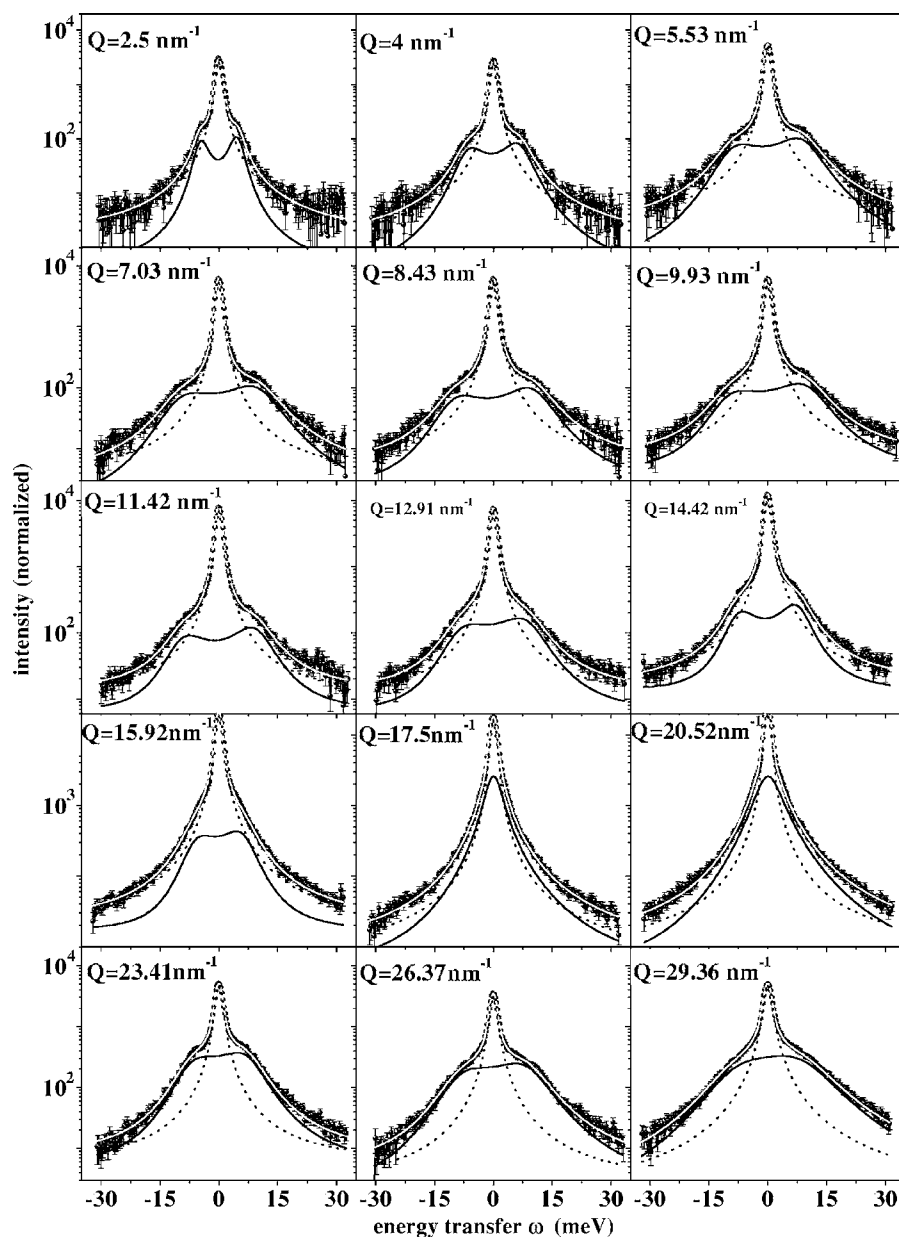 10⁴
Q=2.5 nm⁻¹
Q=4 nm⁻¹
Q=5.53 nm⁻¹
10²
10⁴
Q=7.03 nm⁻¹
Q=8.43 nm⁻¹
Q=9.93 nm⁻¹
10²
intensity (normalized)
10⁴
Q=11.42 nm⁻¹
Q=12.91 nm⁻¹
Q=14.42 nm⁻¹
10²
Q=15.92nm⁻¹
Q=17.5nm⁻¹
Q=20.52nm⁻¹
10³
10⁴
Q=23.41nm⁻¹
Q=26.37nm⁻¹
Q=29.36 nm⁻¹
10²
-30 -15 0 15 30 -30 -15 0 15 30 -30 -15 0 15 30
energy transfer ω (meV)